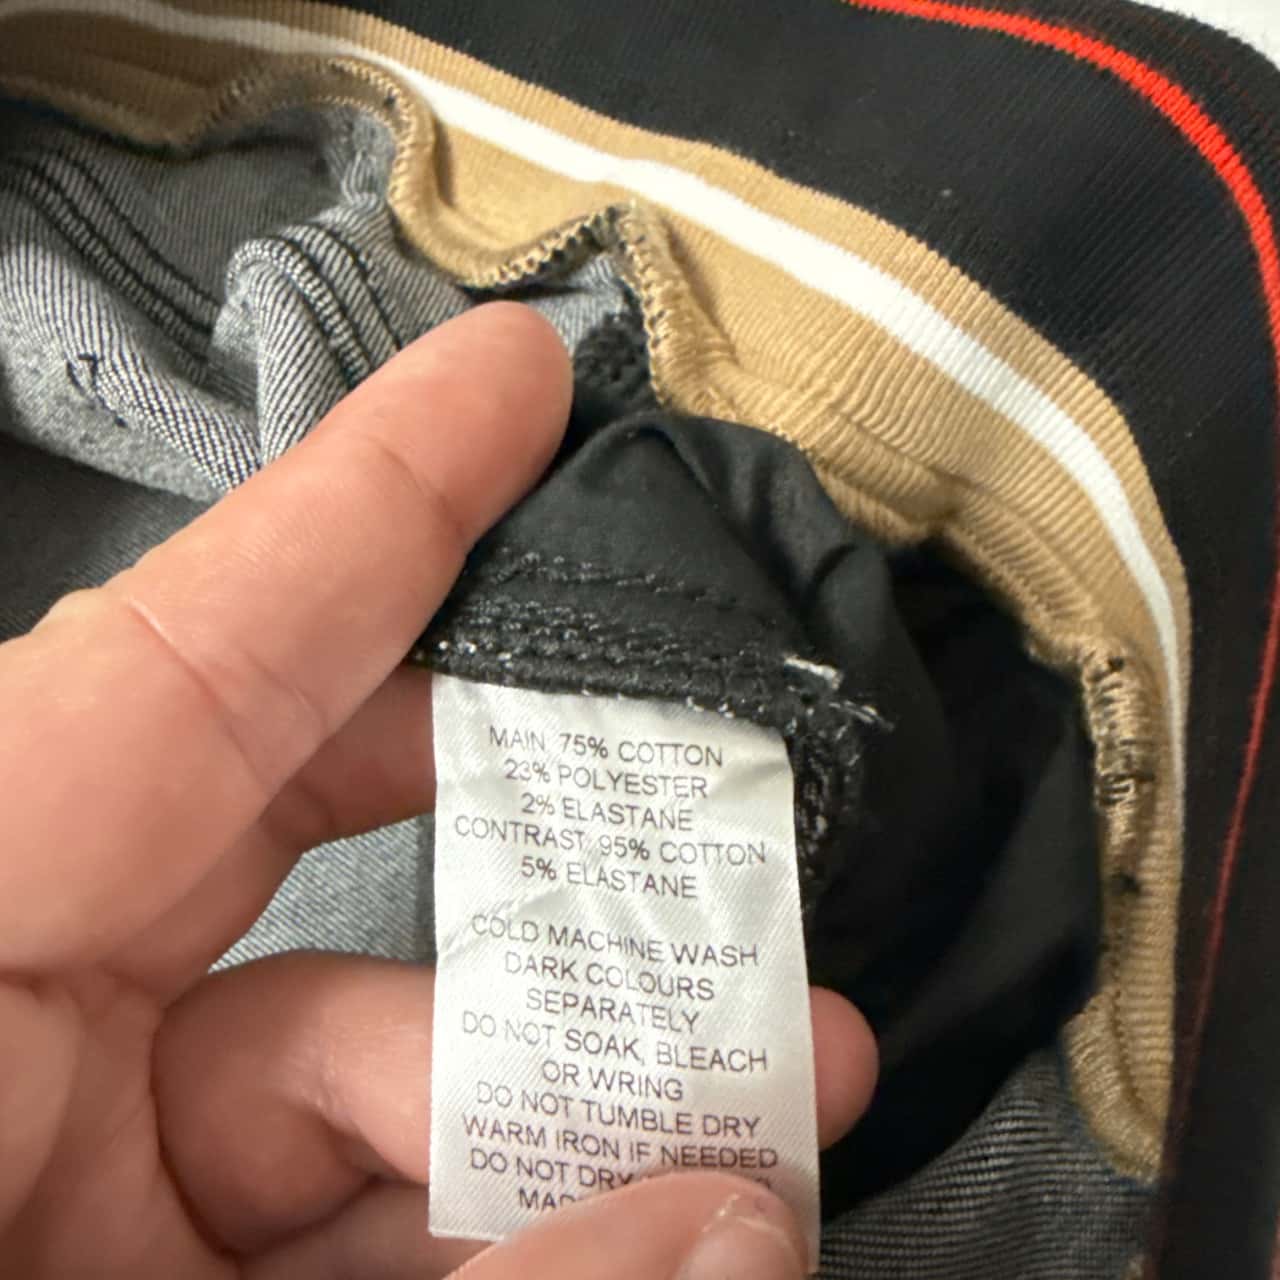 MAIN 75% COTTON
23% POLYESTER
2% ELASTANE
CONTRAST 95% COTTON
5% ELASTANE
COLD MACHINE WASH
DARK COLOURS
SEPARATELY
DO NOT SOAK, BLEACH
OR WRING
DO NOT TUMBLE DRY
WARM IRON IF NEEDED
DO NOT DRY